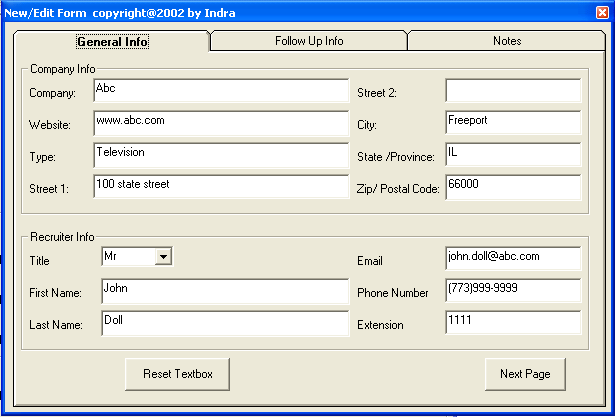 New/Edit Form copyright@2002 by Indra
General Info Follow Up Info Notes
Company Info
Company: Abc Street 2:
Website: www.abc.com City: Freeport
Type: Television State /Province: IL
Street 1: 100 state street Zip/ Postal Code: 66000
Recruiter Info
Title Mr Email john.doll@abc.com
First Name: John Phone Number (773)999-9999
Last Name: Doll Extension 1111
Reset Textbox Next Page